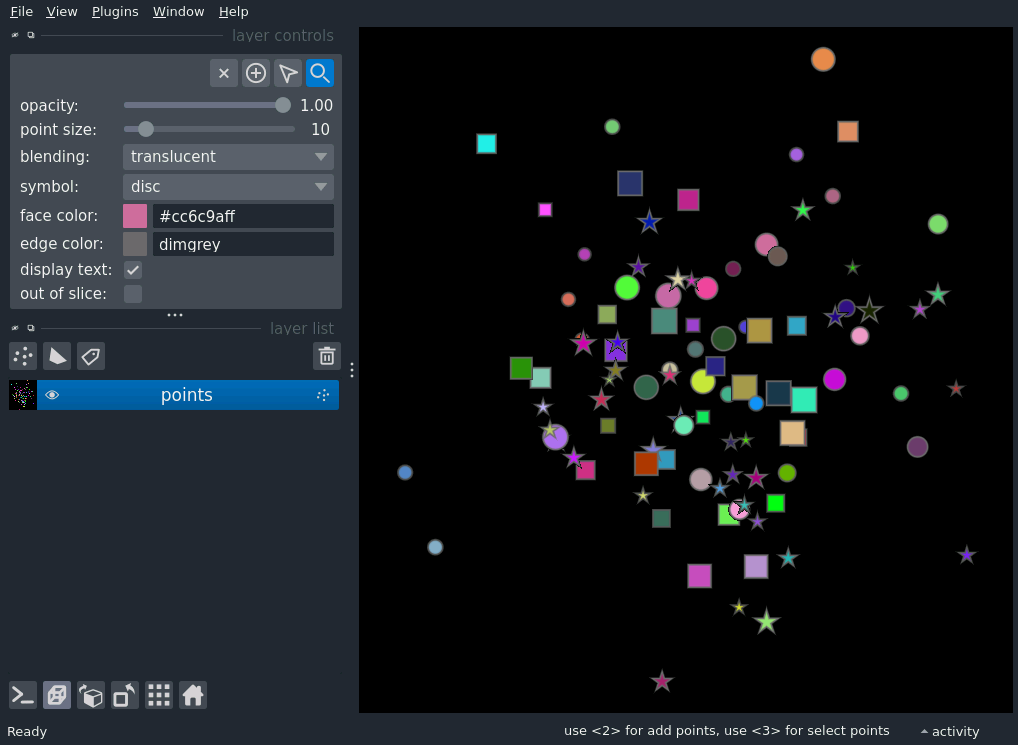 File View Plugins Window Help
layer controls
opacity: 1.00
point size: 10
blending: translucent
symbol: disc
face color: #cc6c9aff
edge color: dimgrey
display text:
out of slice:
layer list
points
Ready use <2> for add points, use <3> for select points activity